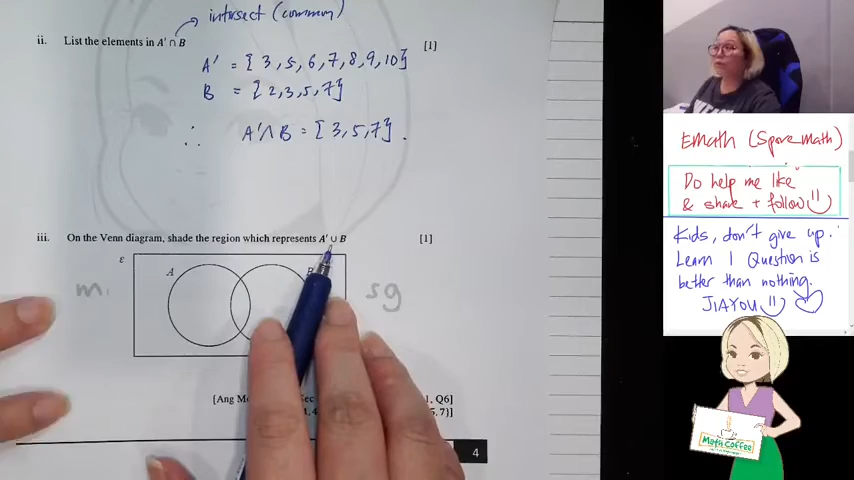 intersect (common)
ii. List the elements in A' ∩ B [1]
A' = { 3, 5, 6, 7, 8, 9, 10}
B = { 2, 3, 5, 7}
∴ A' ∩ B = { 3, 5, 7} .
iii. On the Venn diagram, shade the region which represents A' ∪ B [1]
ε
A
B
sg
[Ang Mo
1, Q6]
4
Emath (Spore math)
Do help me like
& share + follow
Kids, don't give up.
Learn 1 Question is
better than nothing.
JIAYOU
Math Coffee